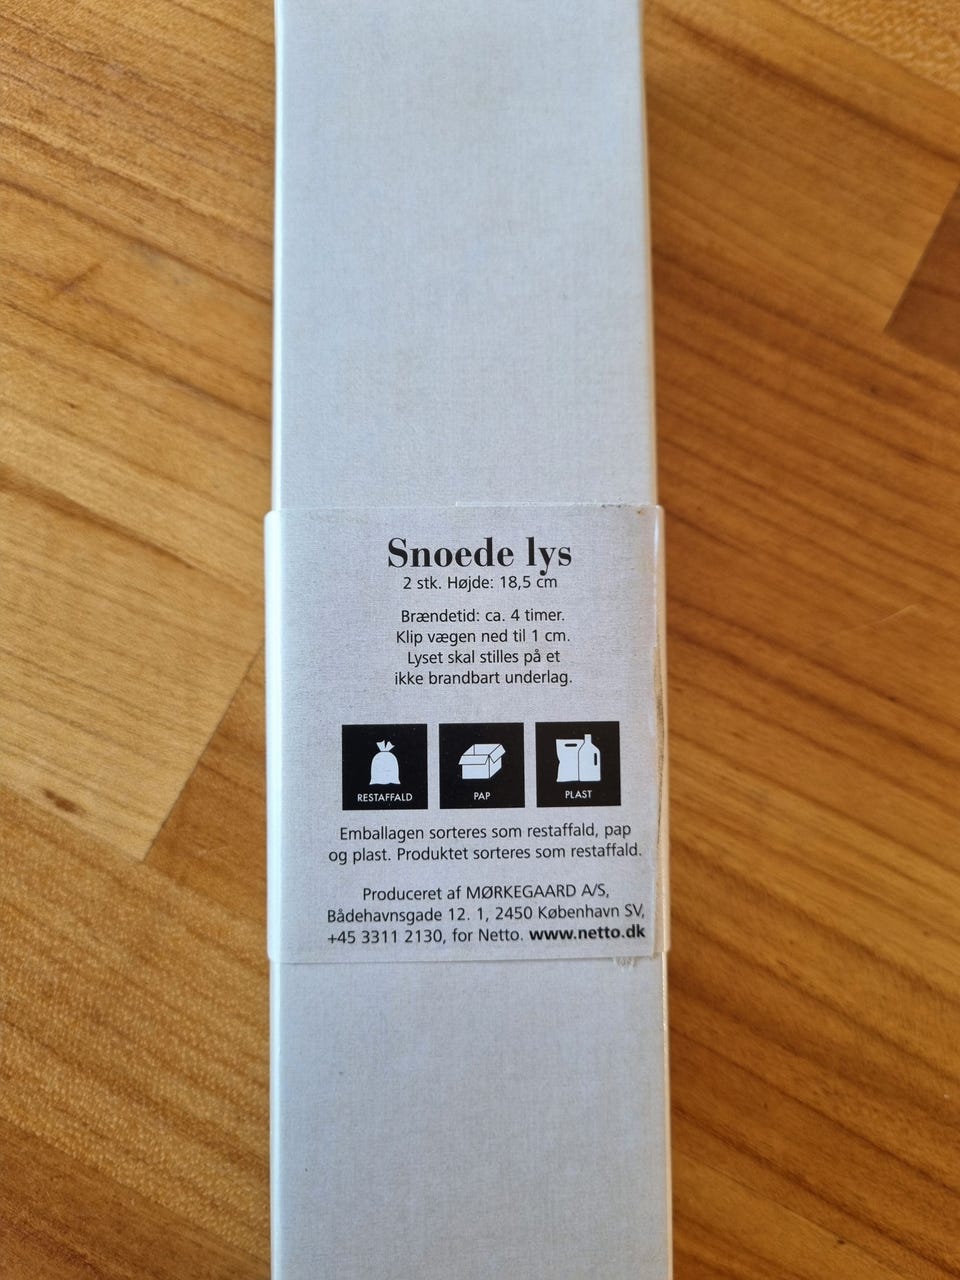 Snoede lys
2 stk. Højde: 18,5 cm
Brændetid: ca. 4 timer.
Klip vægen ned til 1 cm.
Lyset skal stilles på et
ikke brandbart underlag.
RESTAFFALD PAP PLAST
Emballagen sorteres som restaffald, pap
og plast. Produktet sorteres som restaffald.
Produceret af MØRKEGAARD A/S,
Bådehavnsgade 12. 1, 2450 København SV,
+45 3311 2130, for Netto. www.netto.dk